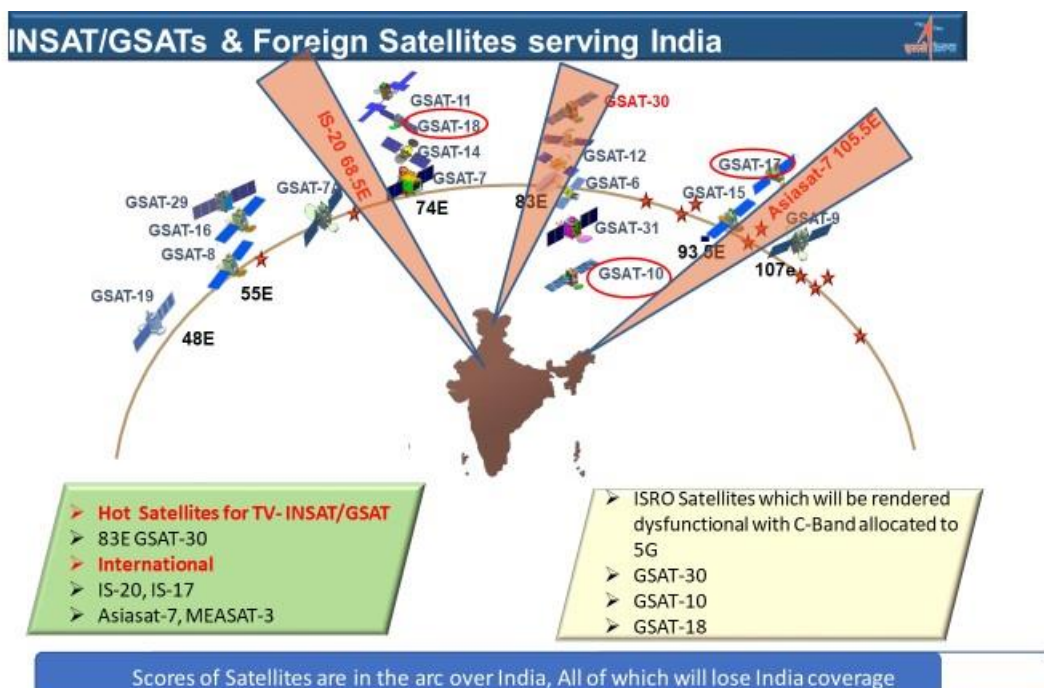 INSAT/GSATs & Foreign Satellites serving India
इसरो isro
GSAT-11
GSAT-18
GSAT-14
GSAT-7
74E
IS-20 68.5E
GSAT-7A
GSAT-29
GSAT-16
GSAT-8
55E
GSAT-19
48E
GSAT-30
GSAT-12
GSAT-6
83E
GSAT-31
GSAT-10
GSAT-17
GSAT-15
93.5E
Asiasat-7 105.5E
GSAT-9
107e
Hot Satellites for TV- INSAT/GSAT
83E GSAT-30
International
IS-20, IS-17
Asiasat-7, MEASAT-3
ISRO Satellites which will be rendered
dysfunctional with C-Band allocated to
5G
GSAT-30
GSAT-10
GSAT-18
Scores of Satellites are in the arc over India, All of which will lose India coverage